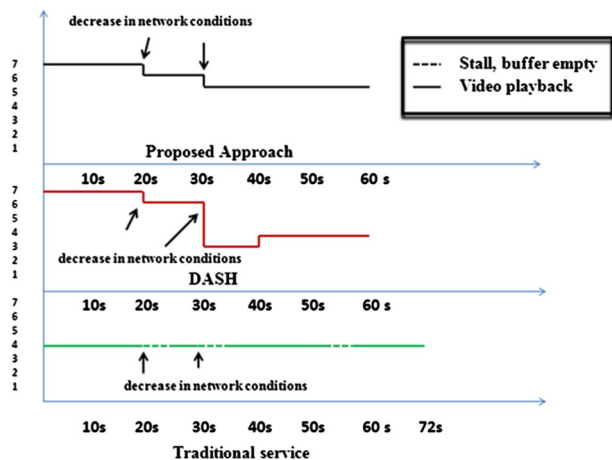 decrease in network conditions
Stall, buffer empty
Video playback
7
6
5
4
3
2
1
Proposed Approach
10s 20s 30s 40s 50s 60 s
7
6
5
4
3
2
1
decrease in network conditions
DASH
10s 20s 30s 40s 50s 60 s
7
6
5
4
3
2
1
decrease in network conditions
10s 20s 30s 40s 50s 60 s 72s
Traditional service